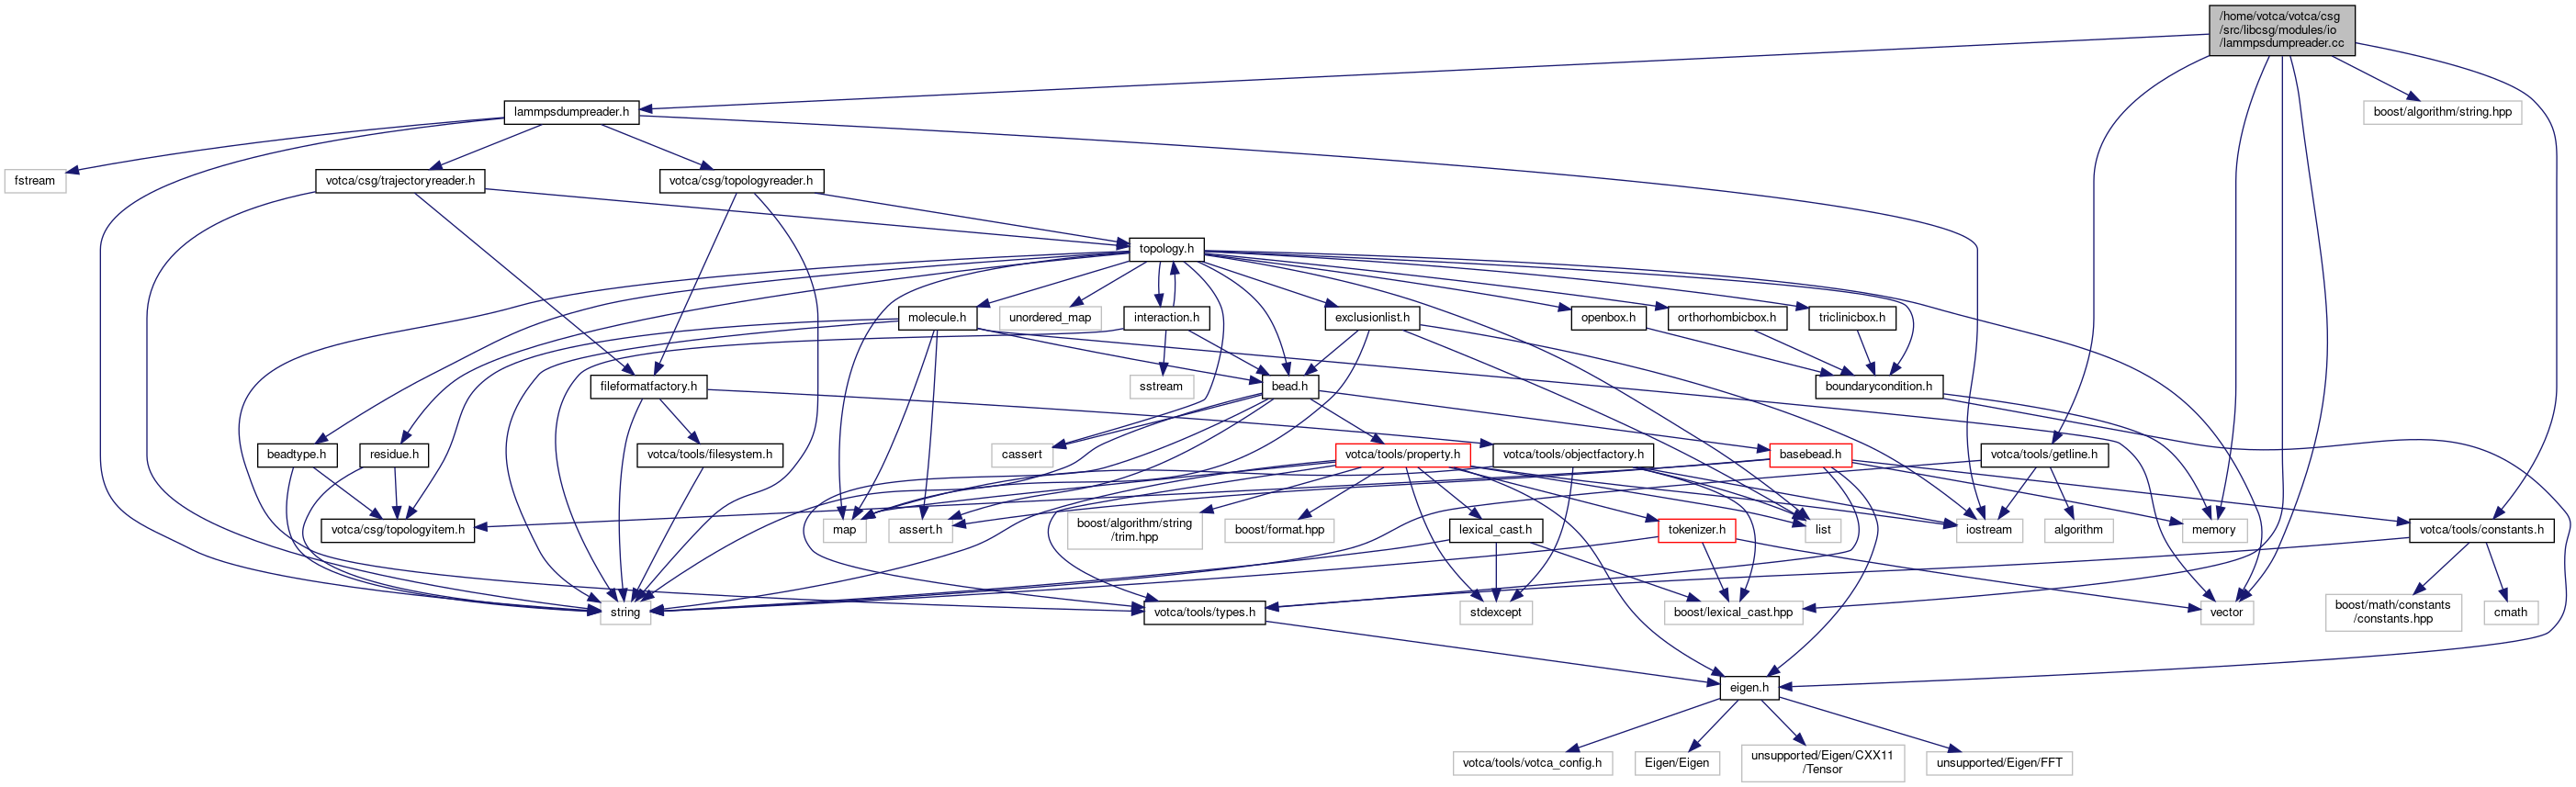 /home/votca/votca/csg
/src/libcsg/modules/io
/lammpsdumpreader.cc
lammpsdumpreader.h
boost/algorithm/string.hpp
fstream
votca/csg/trajectoryreader.h
votca/csg/topologyreader.h
topology.h
molecule.h
unordered_map
interaction.h
exclusionlist.h
openbox.h
orthorhombicbox.h
triclinicbox.h
fileformatfactory.h
sstream
bead.h
boundarycondition.h
beadtype.h
residue.h
votca/tools/filesystem.h
cassert
votca/tools/property.h
votca/tools/objectfactory.h
basebead.h
votca/tools/getline.h
votca/csg/topologyitem.h
map
assert.h
boost/algorithm/string
/trim.hpp
boost/format.hpp
lexical_cast.h
tokenizer.h
list
iostream
algorithm
memory
votca/tools/constants.h
string
votca/tools/types.h
stdexcept
boost/lexical_cast.hpp
vector
boost/math/constants
/constants.hpp
cmath
eigen.h
votca/tools/votca_config.h
Eigen/Eigen
unsupported/Eigen/CXX11
/Tensor
unsupported/Eigen/FFT